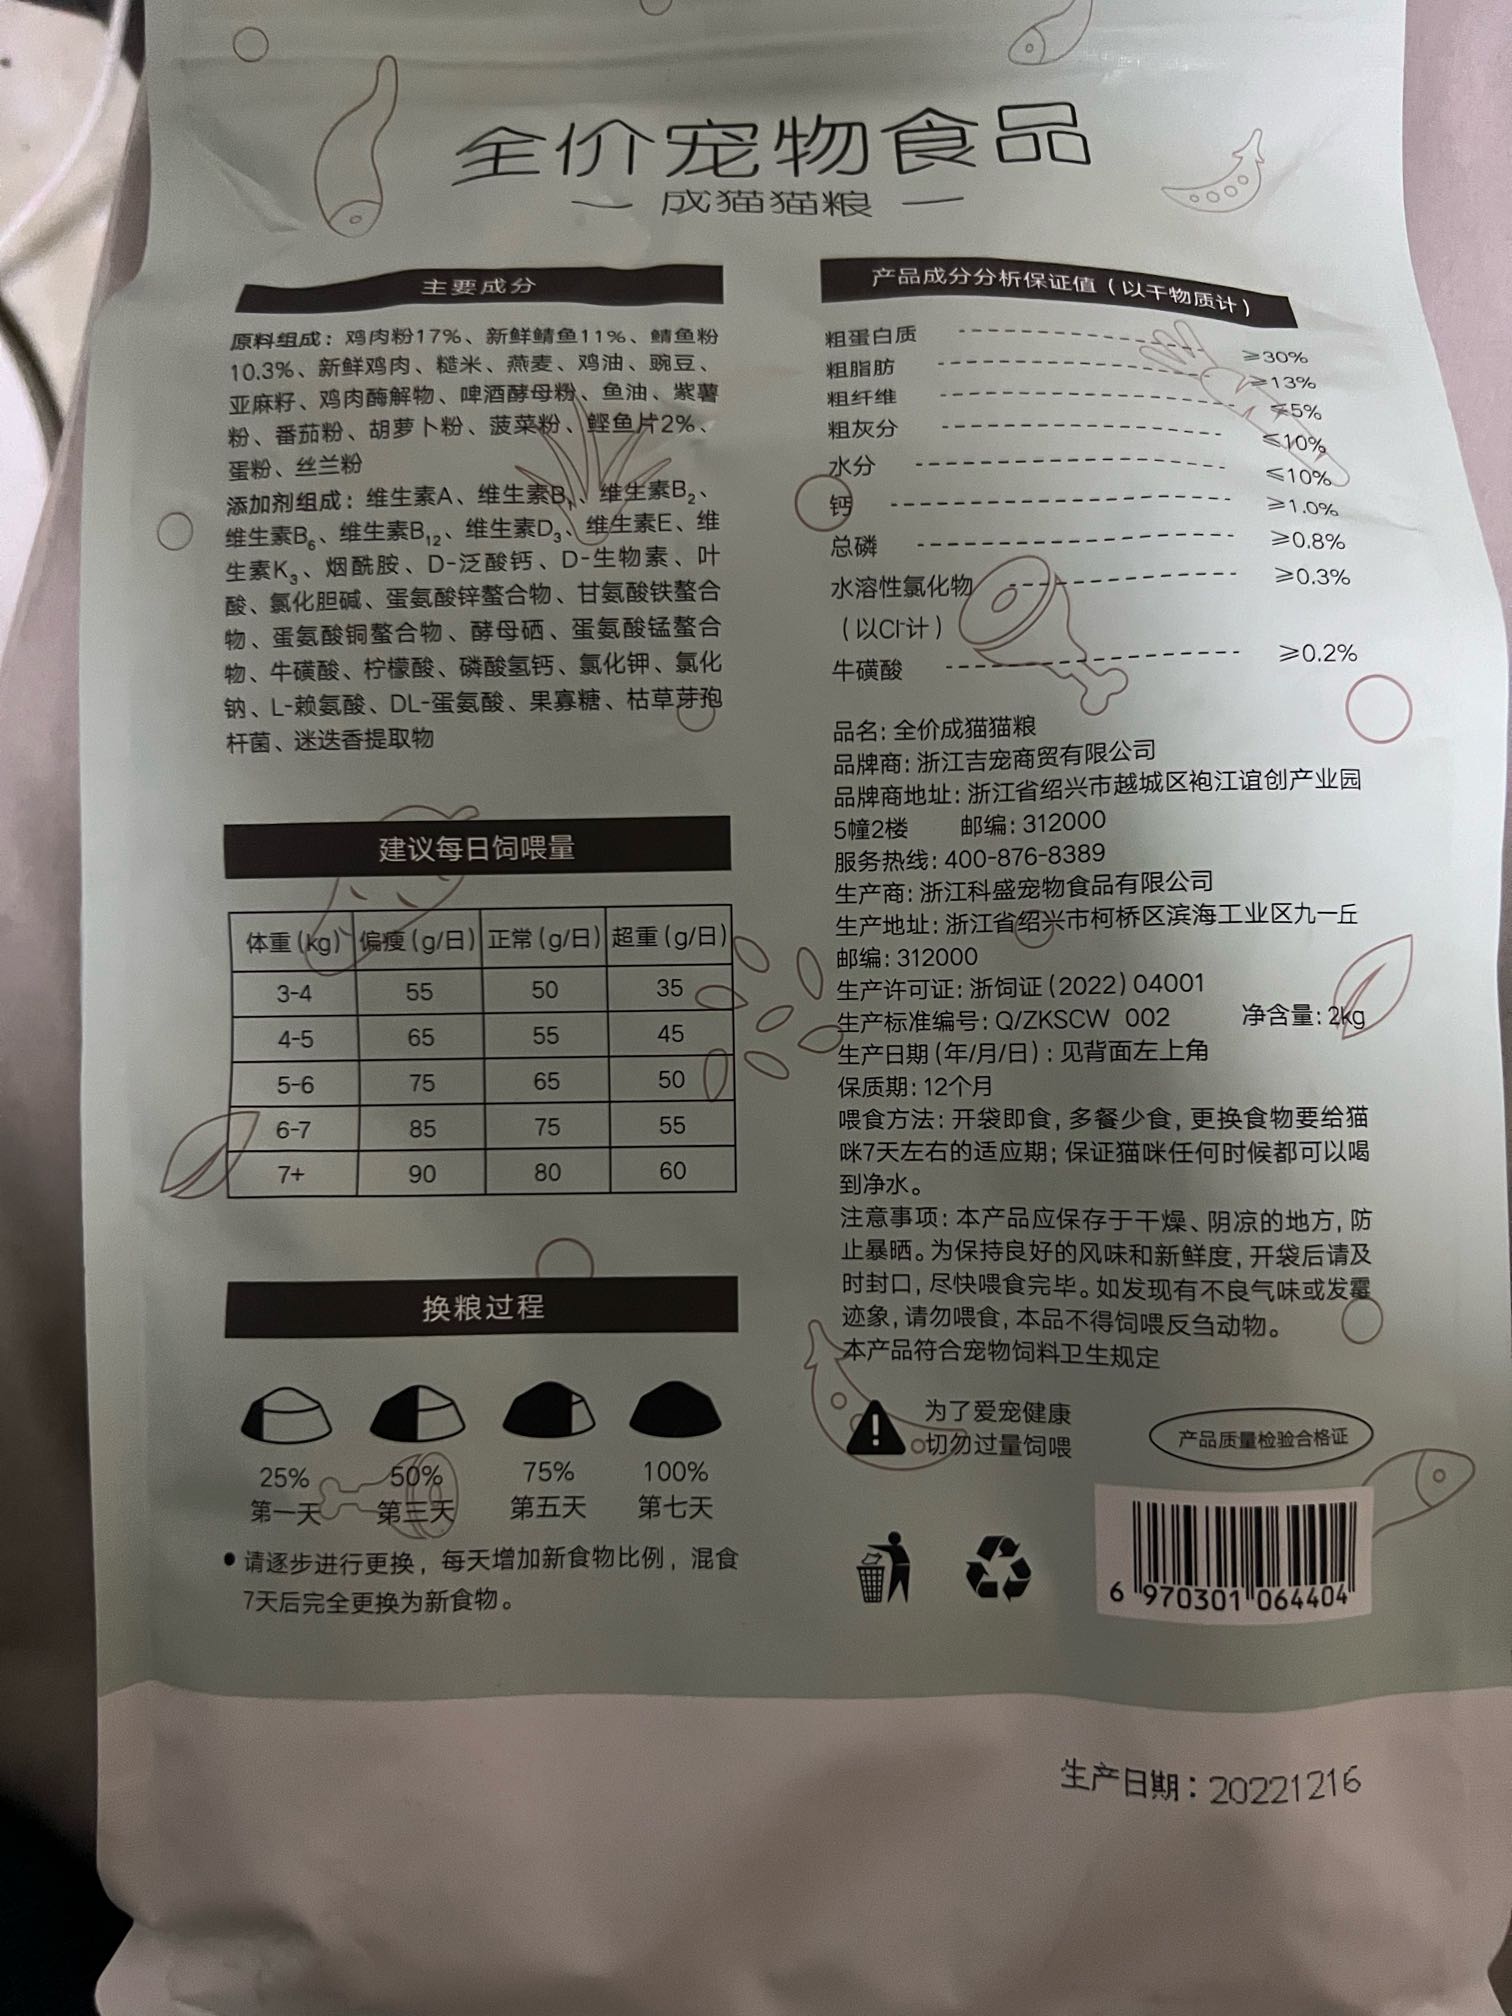 全价宠物食品
成猫猫粮
主要成分
原料组成：鸡肉粉17%、新鲜鲭鱼11%、鲭鱼粉
10.3%、新鲜鸡肉、糙米、燕麦、鸡油、豌豆、
亚麻籽、鸡肉酶解物、啤酒酵母粉、鱼油、紫薯
粉、番茄粉、胡萝卜粉、菠菜粉、鲣鱼片2%、
蛋粉、丝兰粉
添加剂组成：维生素A、维生素B₁、维生素B₂、
维生素B₆、维生素B₁₂、维生素D₃、维生素E、维
生素K₃、烟酰胺、D-泛酸钙、D-生物素、叶
酸、氯化胆碱、蛋氨酸锌螯合物、甘氨酸铁螯合
物、蛋氨酸铜螯合物、酵母硒、蛋氨酸锰螯合
物、牛磺酸、柠檬酸、磷酸氢钙、氯化钾、氯化
钠、L-赖氨酸、DL-蛋氨酸、果寡糖、枯草芽孢
杆菌、迷迭香提取物
建议每日饲喂量
体重(kg) 偏瘦(g/日) 正常(g/日) 超重(g/日)
3-4 55 50 35
4-5 65 55 45
5-6 75 65 50
6-7 85 75 55
7+ 90 80 60
换粮过程
25% 50% 75% 100%
第一天 第三天 第五天 第七天
• 请逐步进行更换，每天增加新食物比例，混食
7天后完全更换为新食物。
产品成分分析保证值（以干物质计）
粗蛋白质 ≥30%
粗脂肪 ≥13%
粗纤维 ≤5%
粗灰分 ≤10%
水分 ≤10%
钙 ≥1.0%
总磷 ≥0.8%
水溶性氯化物 ≥0.3%
（以Cl⁻计）
牛磺酸 ≥0.2%
品名：全价成猫猫粮
品牌商：浙江吉宠商贸有限公司
品牌商地址：浙江省绍兴市越城区袍江谊创产业园
5幢2楼 邮编：312000
服务热线：400-876-8389
生产商：浙江科盛宠物食品有限公司
生产地址：浙江省绍兴市柯桥区滨海工业区九一丘
邮编：312000
生产许可证：浙饲证(2022)04001
生产标准编号：Q/ZKSCW 002 净含量：2kg
生产日期(年/月/日)：见背面左上角
保质期：12个月
喂食方法：开袋即食，多餐少食，更换食物要给猫
咪7天左右的适应期；保证猫咪任何时候都可以喝
到净水。
注意事项：本产品应保存于干燥、阴凉的地方，防
止暴晒。为保持良好的风味和新鲜度，开袋后请及
时封口，尽快喂食完毕。如发现有不良气味或发霉
迹象，请勿喂食，本品不得饲喂反刍动物。
本产品符合宠物饲料卫生规定
为了爱宠健康
切勿过量饲喂
产品质量检验合格证
6 970301 064404
生产日期：20221216